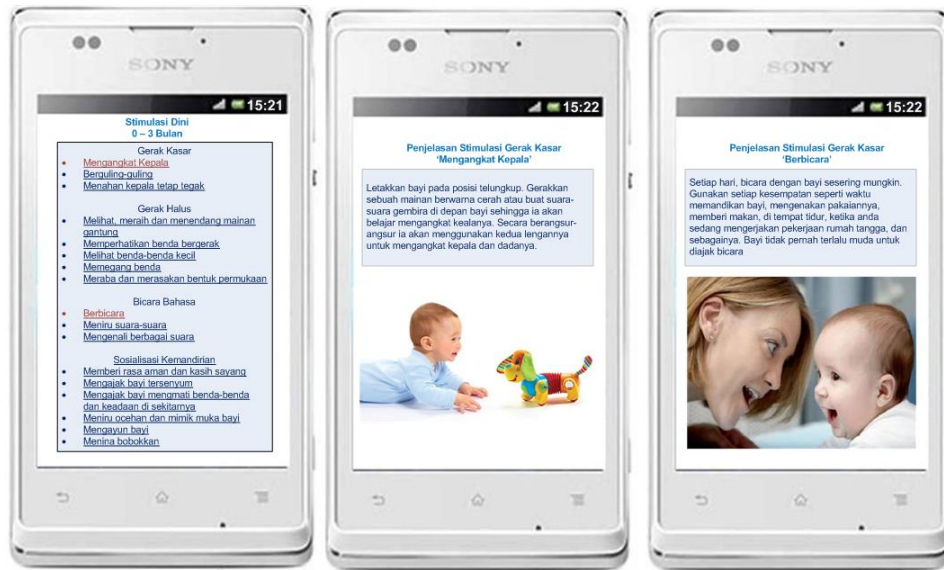 SONY
15:21
Stimulasi Dini
0 – 3 Bulan
Gerak Kasar
• Mengangkat Kepala
• Berguling-guling
• Menahan kepala tetap tegak
Gerak Halus
• Melihat, meraih dan menendang mainan
gantung
• Memperhatikan benda bergerak
• Melihat benda-benda kecil
• Memegang benda
• Meraba dan merasakan bentuk permukaan
Bicara Bahasa
• Berbicara
• Meniru suara-suara
• Mengenali berbagai suara
Sosialisasi Kemandirian
• Memberi rasa aman dan kasih sayang
• Mengajak bayi tersenyum
• Mengajak bayi mengmati benda-benda
dan keadaan di sekitarnya
• Meniru ocehan dan mimik muka bayi
• Mengayun bayi
• Menina bobokkan
SONY
15:22
Penjelasan Stimulasi Gerak Kasar
'Mengangkat Kepala'
Letakkan bayi pada posisi telungkup. Gerakkan
sebuah mainan berwarna cerah atau buat suara-
suara gembira di depan bayi sehingga ia akan
belajar mengangkat kealanya. Secara berangsur-
angsur ia akan menggunakan kedua lengannya
untuk mengangkat kepala dan dadanya.
SONY
15:22
Penjelasan Stimulasi Gerak Kasar
'Berbicara'
Setiap hari, bicara dengan bayi sesering mungkin.
Gunakan setiap kesempatan seperti waktu
memandikan bayi, mengenakan pakaiannya,
memberi makan, di tempat tidur, ketika anda
sedang mengerjakan pekerjaan rumah tangga, dan
sebagainya. Bayi tidak pernah terlalu muda untuk
diajak bicara